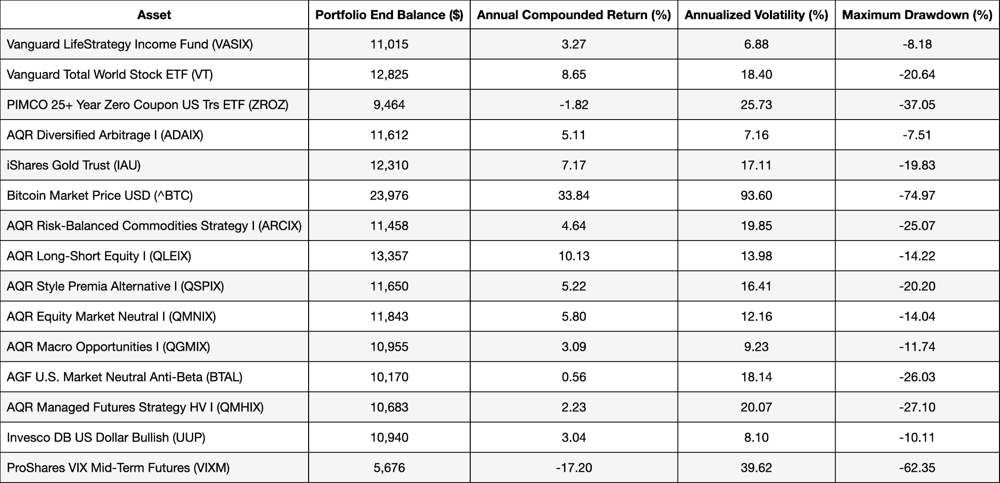 Asset Portfolio End Balance ($) Annual Compounded Return (%) Annualized Volatility (%) Maximum Drawdown (%)
Vanguard LifeStrategy Income Fund (VASIX) 11,015 3.27 6.88 -8.18
Vanguard Total World Stock ETF (VT) 12,825 8.65 18.40 -20.64
PIMCO 25+ Year Zero Coupon US Trs ETF (ZROZ) 9,464 -1.82 25.73 -37.05
AQR Diversified Arbitrage I (ADAIX) 11,612 5.11 7.16 -7.51
iShares Gold Trust (IAU) 12,310 7.17 17.11 -19.83
Bitcoin Market Price USD (^BTC) 23,976 33.84 93.60 -74.97
AQR Risk-Balanced Commodities Strategy I (ARCIX) 11,458 4.64 19.85 -25.07
AQR Long-Short Equity I (QLEIX) 13,357 10.13 13.98 -14.22
AQR Style Premia Alternative I (QSPIX) 11,650 5.22 16.41 -20.20
AQR Equity Market Neutral I (QMNIX) 11,843 5.80 12.16 -14.04
AQR Macro Opportunities I (QGMIX) 10,955 3.09 9.23 -11.74
AGF U.S. Market Neutral Anti-Beta (BTAL) 10,170 0.56 18.14 -26.03
AQR Managed Futures Strategy HV I (QMHIX) 10,683 2.23 20.07 -27.10
Invesco DB US Dollar Bullish (UUP) 10,940 3.04 8.10 -10.11
ProShares VIX Mid-Term Futures (VIXM) 5,676 -17.20 39.62 -62.35